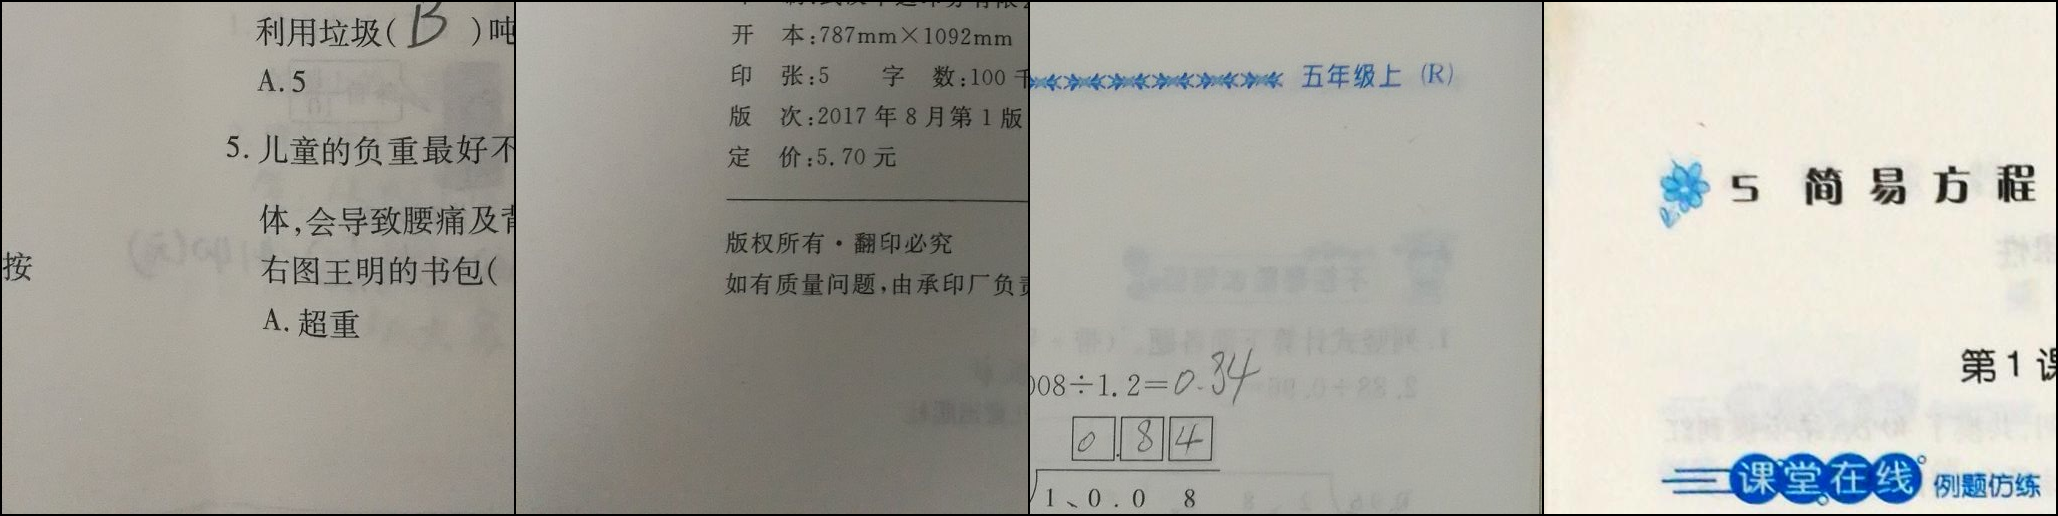 利用垃圾( B )吨
A.5
5. 儿童的负重最好不
体,会导致腰痛及背
按
右图王明的书包(
A. 超重
开 本:787mm×1092mm
印 张:5 字 数:100 千
版 次:2017 年 8 月第 1 版
定 价:5.70 元
版权所有·翻印必究
如有质量问题,由承印厂负责
五年级上 (R)
008÷1.2=0.34
0.84
1、0.0 8
5 简易方程
第1课
课堂在线 例题仿练